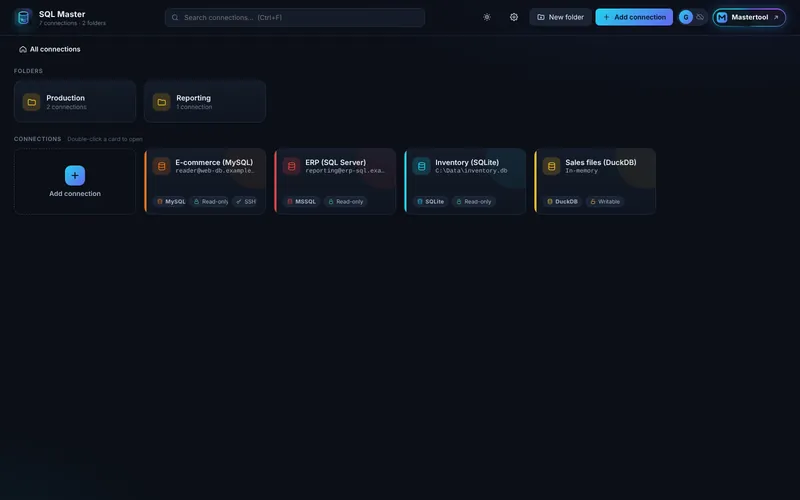 SQL Master
7 connections · 2 folders
Search connections... (Ctrl+F)
New folder
Add connection
G
Mastertool
All connections
FOLDERS
Production
2 connections
Reporting
1 connection
CONNECTIONS Double-click a card to open
Add connection
E-commerce (MySQL)
reader@web-db.example…
MySQL Read-only SSH
ERP (SQL Server)
reporting@erp-sql.exa…
MSSQL Read-only
Inventory (SQLite)
C:\Data\inventory.db
SQLite Read-only
Sales files (DuckDB)
In-memory
DuckDB Writable